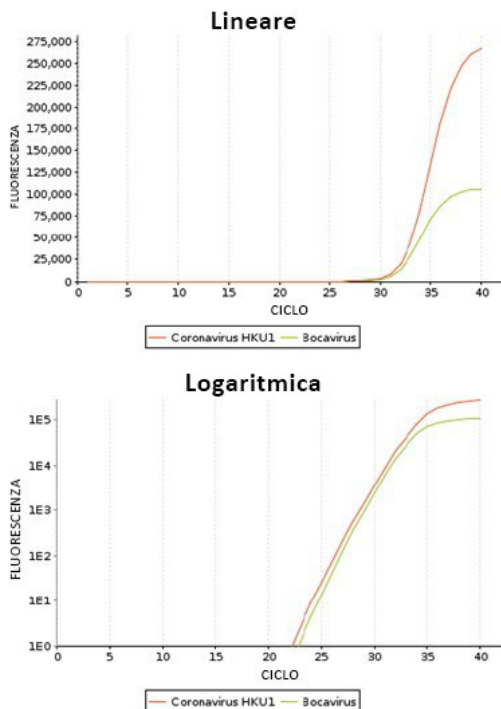 Lineare
275,000
250,000
225,000
200,000
175,000
150,000
125,000
100,000
75,000
50,000
25,000
0
FLUORESCENZA
0 5 10 15 20 25 30 35 40
CICLO
Coronavirus HKU1 Bocavirus
Logaritmica
1E5
1E4
1E3
1E2
1E1
1E0
FLUORESCENZA
0 5 10 15 20 25 30 35 40
CICLO
Coronavirus HKU1 Bocavirus